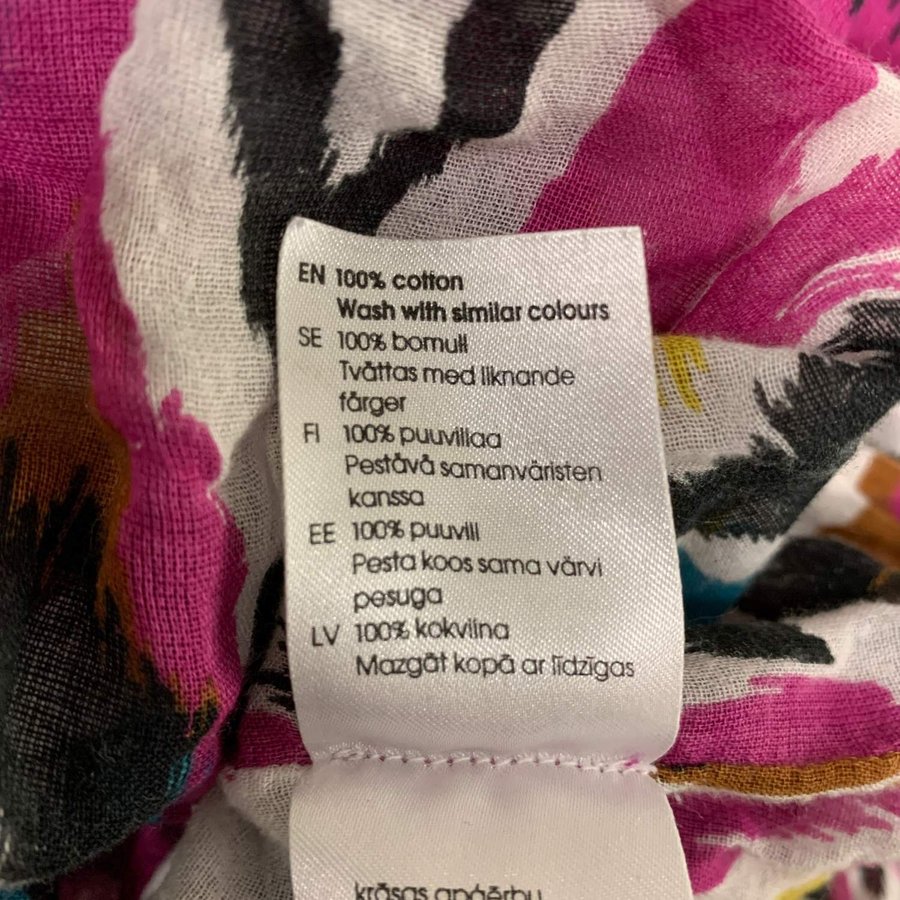 EN 100% cotton
Wash with similar colours
SE 100% bomull
Tvättas med liknande
färger
FI 100% puuvillaa
Pestävä samanväristen
kanssa
EE 100% puuvill
Pesta koos sama värvi
pesuga
LV 100% kokvilna
Mazgāt kopā ar līdzīgas
krāsas apģērbu